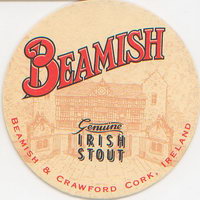 BEAMISH
Genuine
IRISH
STOUT
BEAMISH & CRAWFORD CORK, IRELAND